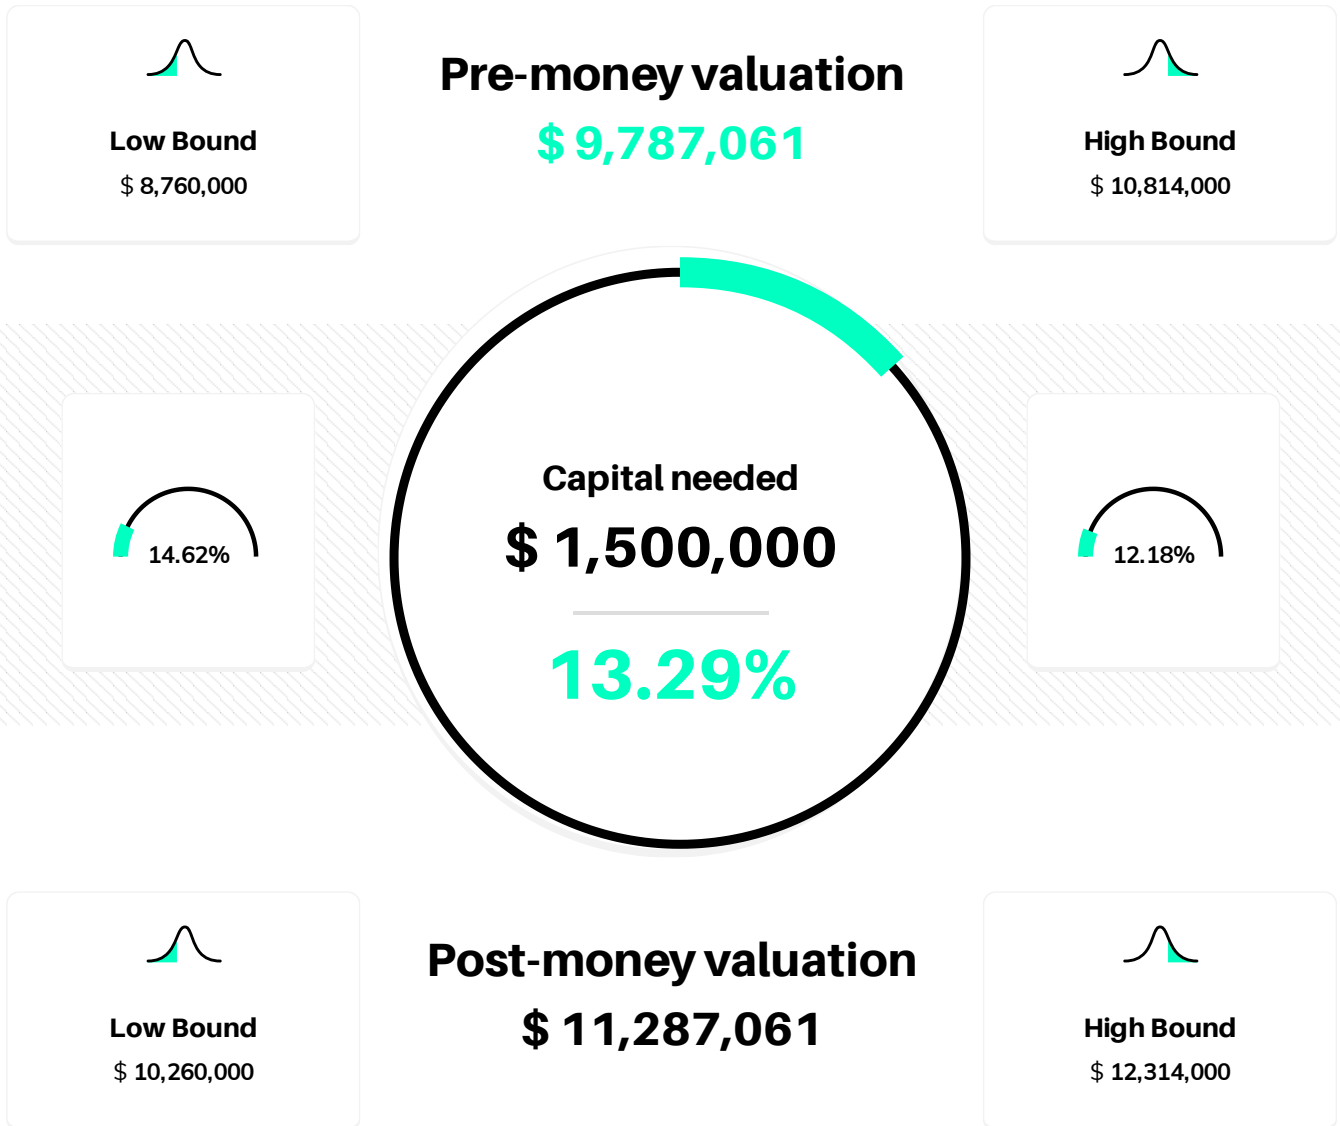 Low Bound
$ 8,760,000
Pre-money valuation
$ 9,787,061
High Bound
$ 10,814,000
14.62%
Capital needed
$ 1,500,000
13.29%
12.18%
Low Bound
$ 10,260,000
Post-money valuation
$ 11,287,061
High Bound
$ 12,314,000